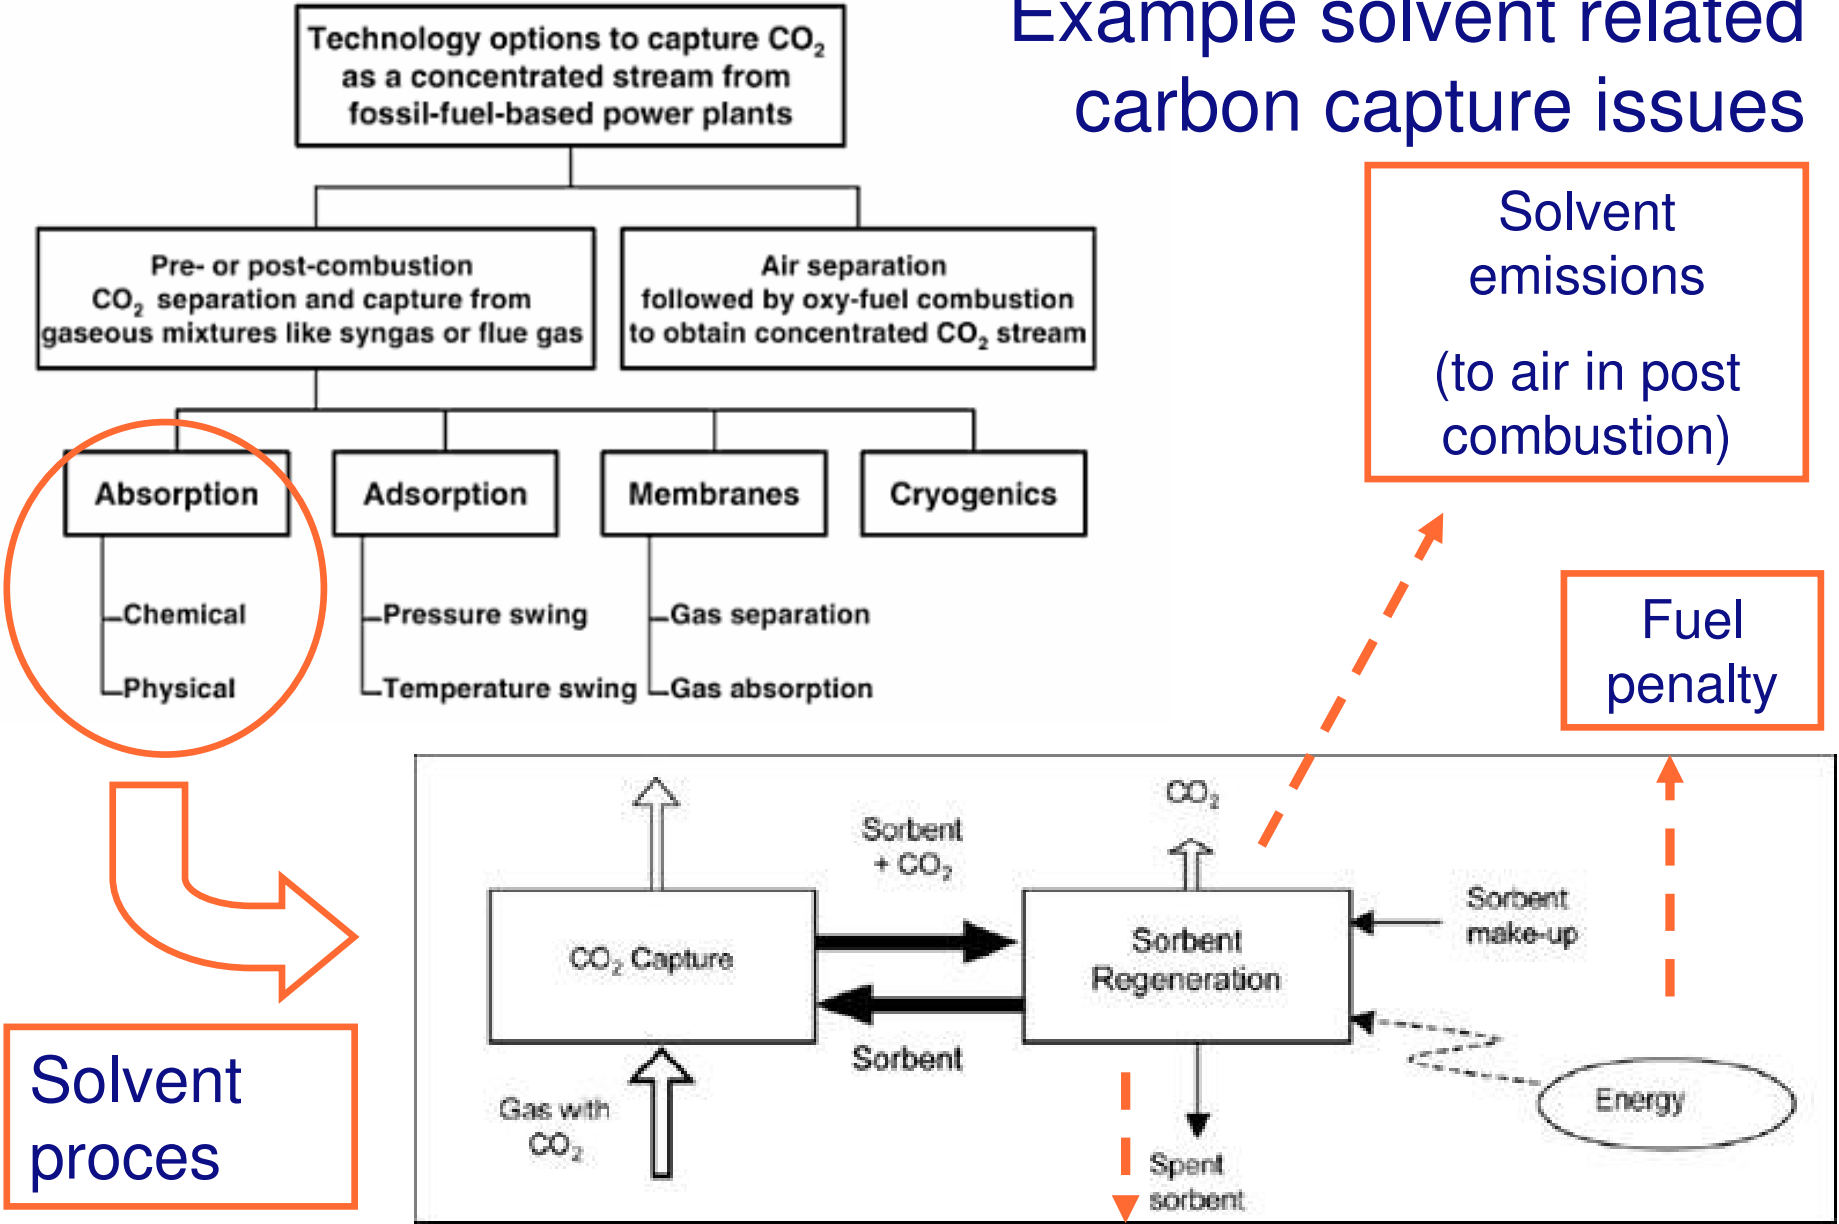 Example solvent related
carbon capture issues
Technology options to capture CO₂
as a concentrated stream from
fossil-fuel-based power plants
Pre- or post-combustion
CO₂ separation and capture from
gaseous mixtures like syngas or flue gas
Air separation
followed by oxy-fuel combustion
to obtain concentrated CO₂ stream
Absorption
Adsorption
Membranes
Cryogenics
Chemical
Physical
Pressure swing
Temperature swing
Gas separation
Gas absorption
Solvent
emissions
(to air in post
combustion)
Fuel
penalty
Solvent
proces
CO₂
Sorbent
+ CO₂
CO₂ Capture
Sorbent
Regeneration
Sorbent
make-up
Sorbent
Gas with
CO₂
Energy
Spent
sorbent